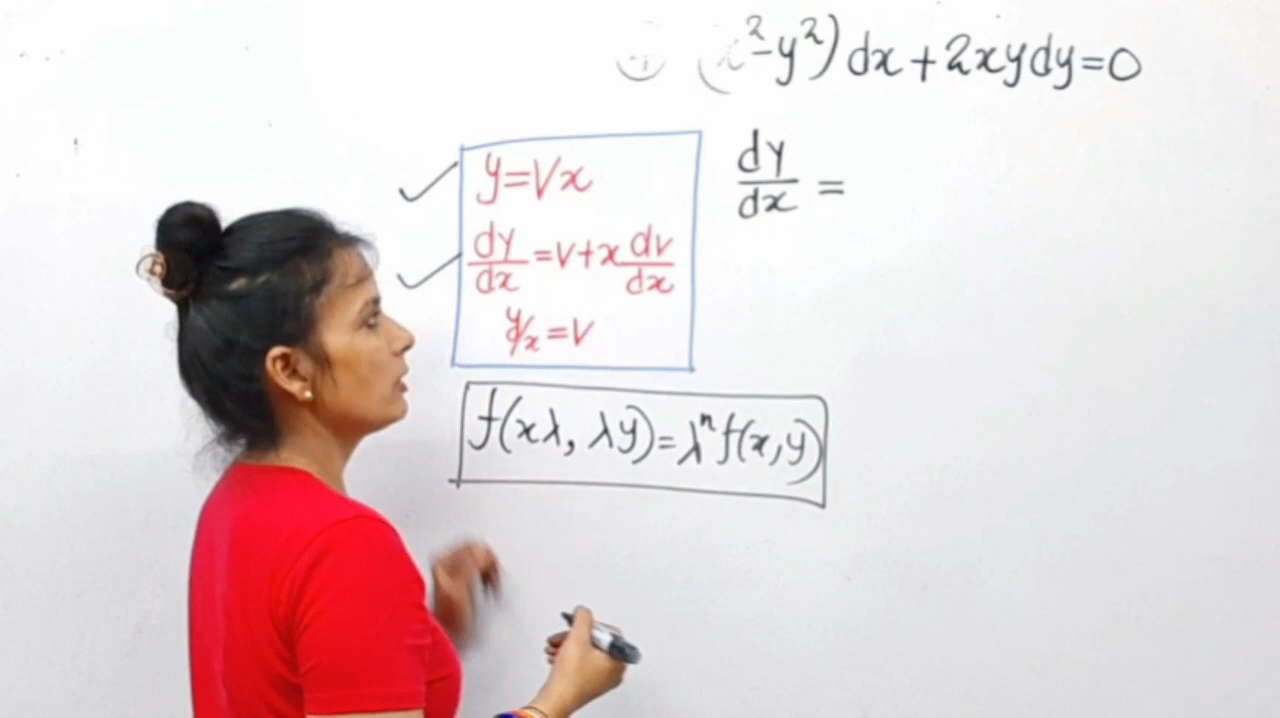 (x²-y²)dx+2xydy=0
y=Vx
dy/dx =
dy/dx =V+x dv/dx
y/x=V
f(xλ, λy)=λⁿf(x,y)